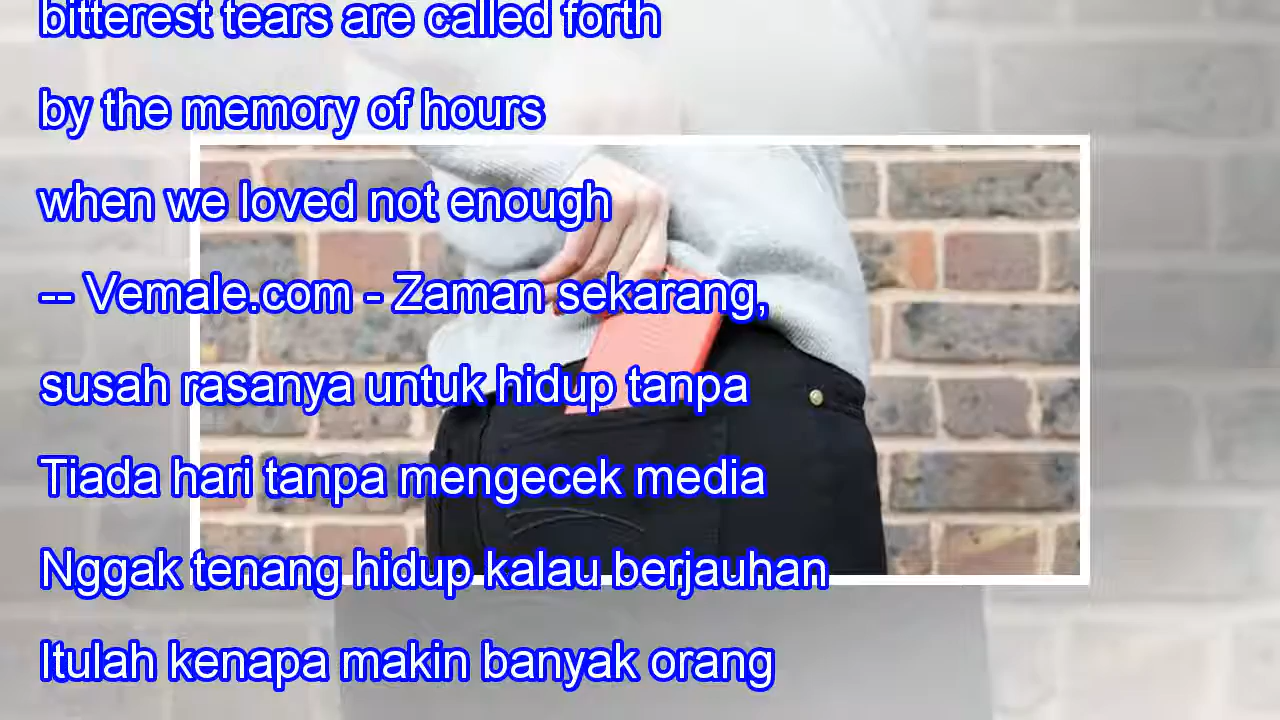 bitterest tears are called forth
by the memory of hours
when we loved not enough
-- Vemale.com - Zaman sekarang,
susah rasanya untuk hidup tanpa
Tiada hari tanpa mengecek media
Nggak tenang hidup kalau berjauhan
Itulah kenapa makin banyak orang